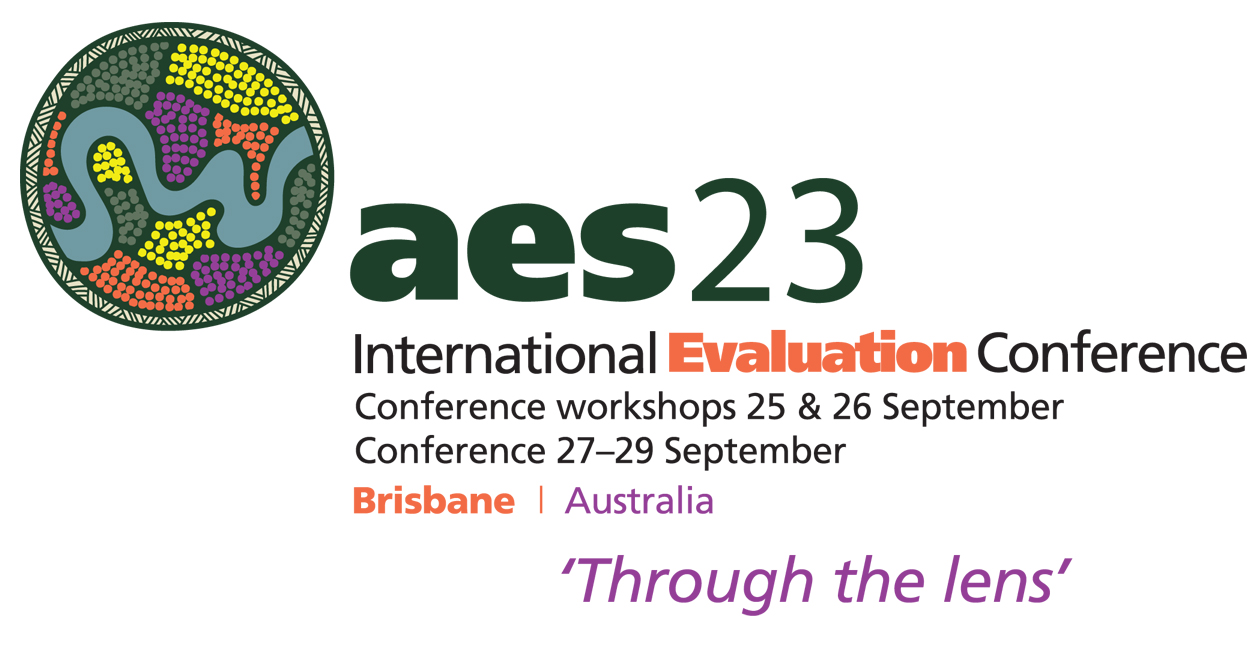 aes23
International Evaluation Conference
Conference workshops 25 & 26 September
Conference 27–29 September
Brisbane | Australia
‘Through the lens’